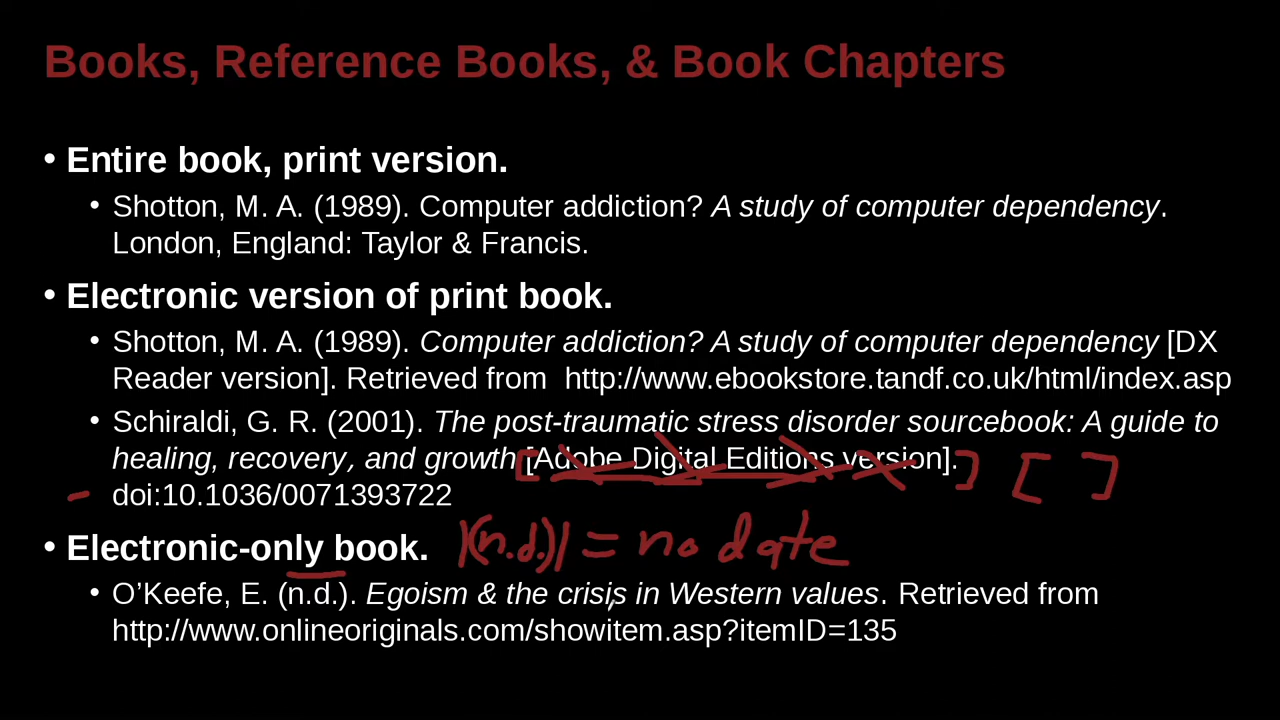 Books, Reference Books, & Book Chapters
• Entire book, print version.
• Shotton, M. A. (1989). Computer addiction? A study of computer dependency.
London, England: Taylor & Francis.
• Electronic version of print book.
• Shotton, M. A. (1989). Computer addiction? A study of computer dependency [DX
Reader version]. Retrieved from http://www.ebookstore.tandf.co.uk/html/index.asp
• Schiraldi, G. R. (2001). The post-traumatic stress disorder sourcebook: A guide to
healing, recovery, and growth [Adobe Digital Editions version]. ] [ ]
doi:10.1036/0071393722
• Electronic-only book. |(n.d.)| = no date
• O’Keefe, E. (n.d.). Egoism & the crisis in Western values. Retrieved from
http://www.onlineoriginals.com/showitem.asp?itemID=135